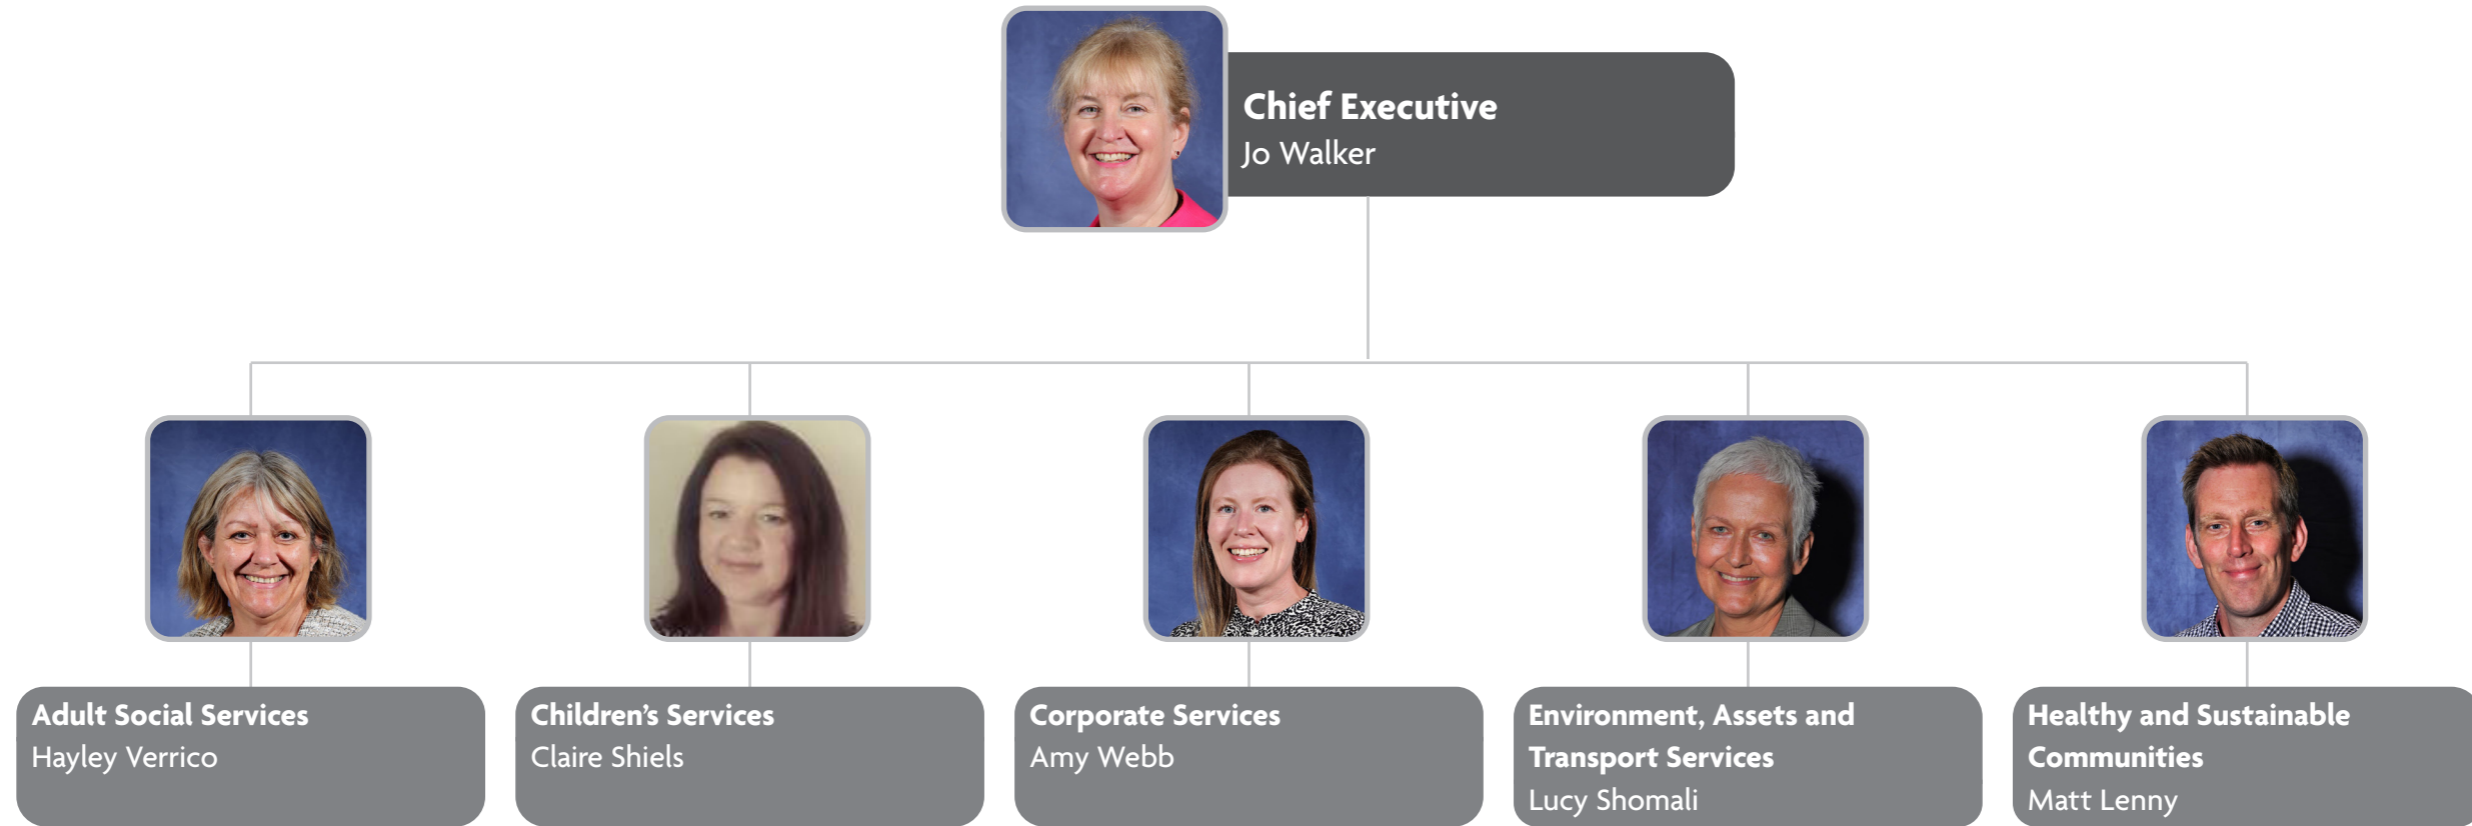 Chief Executive
Jo Walker
Adult Social Services
Hayley Verrico
Children’s Services
Claire Shiels
Corporate Services
Amy Webb
Environment, Assets and
Transport Services
Lucy Shomali
Healthy and Sustainable
Communities
Matt Lenny